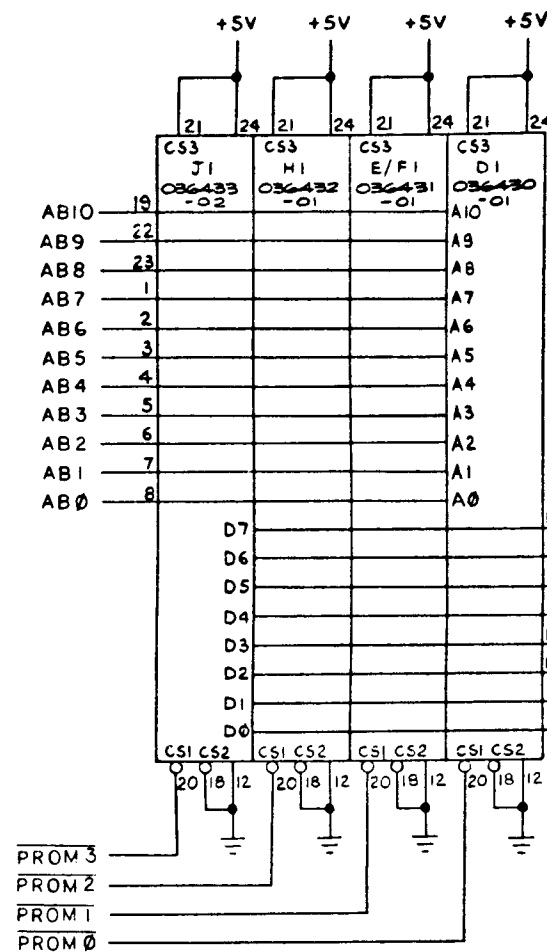 +5V +5V +5V +5V
21 24 21 24 21 24 21 24
CS3 CS3 CS3 CS3
J1 H1 E/F1 D1
036433 036432 036431 036430
-02 -01 -01 -01
AB10 19 A10
AB9 22 A9
AB8 23 A8
AB7 1 A7
AB6 2 A6
AB5 3 A5
AB4 4 A4
AB3 5 A3
AB2 6 A2
AB1 7 A1
ABØ 8 AØ
D7
D6
D5
D4
D3
D2
D1
DØ
CS1 CS2 CS1 CS2 CS1 CS2 CS1 CS2
20 18 12 20 18 12 20 18 12 20 18 12
PROM 3
PROM 2
PROM 1
PROM Ø